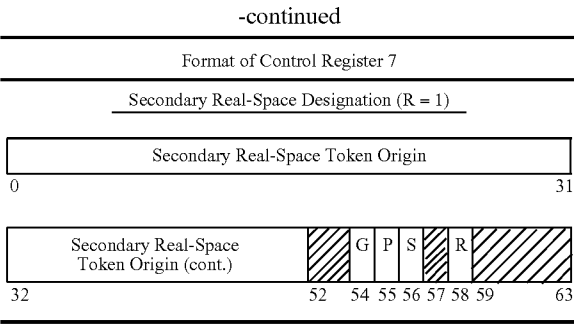 -continued
Format of Control Register 7
Secondary Real-Space Designation (R = 1)
Secondary Real-Space Token Origin
0 31
Secondary Real-Space
Token Origin (cont.)
G P S R
32 52 54 55 56 57 58 59 63